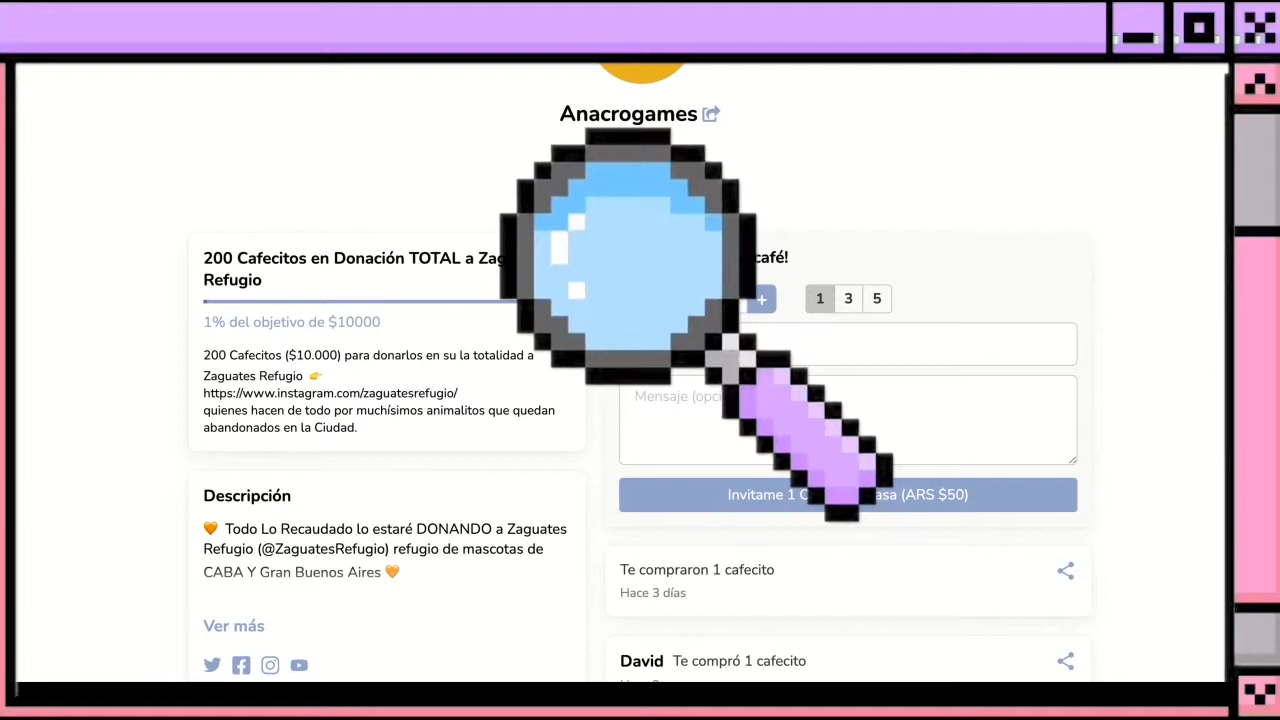 Anacrogames
200 Cafecitos en Donación TOTAL a
Refugio
1% del objetivo de $10000
200 Cafecitos ($10.000) para donarlos en su la totalidad a
Zaguates Refugio 👉
https://www.instagram.com/zaguatesrefugio/
quienes hacen de todo por muchísimos animalitos que quedan
abandonados en la Ciudad.
Descripción
🧡 Todo Lo Recaudado lo estaré DONANDO a Zaguates
Refugio (@ZaguatesRefugio) refugio de mascotas de
CABA Y Gran Buenos Aires 🧡
Ver más
café!
+ 1 3 5
Mensaje
Invitame 1 (ARS $50)
Te compraron 1 cafecito
Hace 3 días
David Te compró 1 cafecito